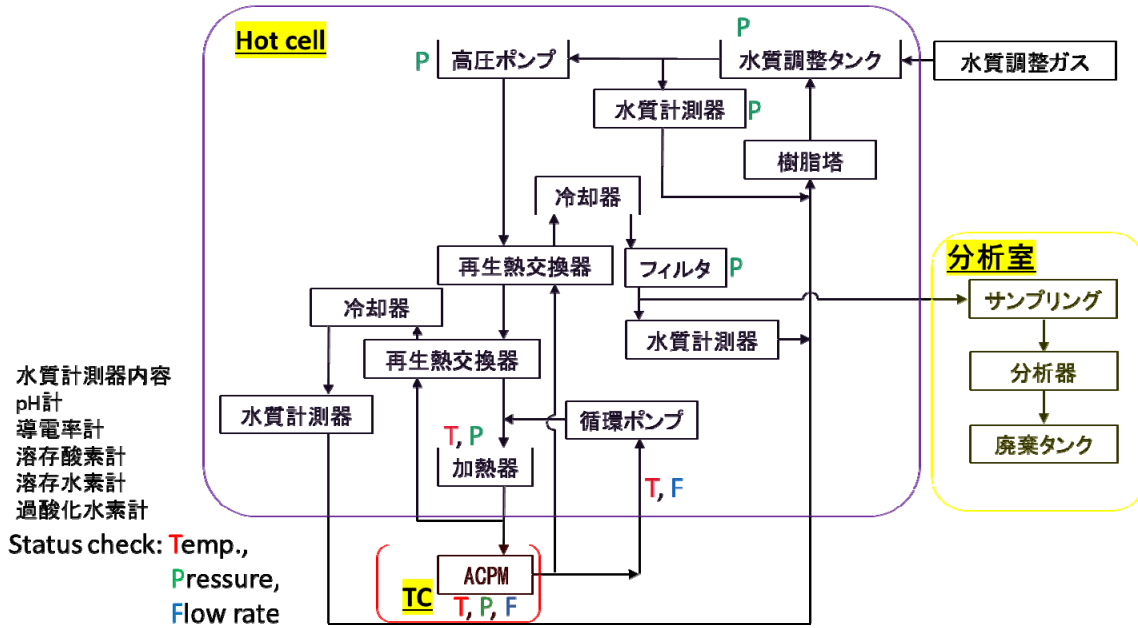 Hot cell
P
P
高圧ポンプ
水質調整タンク
水質調整ガス
水質計測器
P
樹脂塔
冷却器
再生熱交換器
フィルタ
P
分析室
サンプリング
冷却器
水質計測器
再生熱交換器
分析器
水質計測器内容
pH計
導電率計
溶存酸素計
溶存水素計
過酸化水素計
水質計測器
循環ポンプ
T, P
加熱器
廃棄タンク
T, F
Status check: Temp.,
Pressure,
Flow rate
TC
ACPM
T, P, F